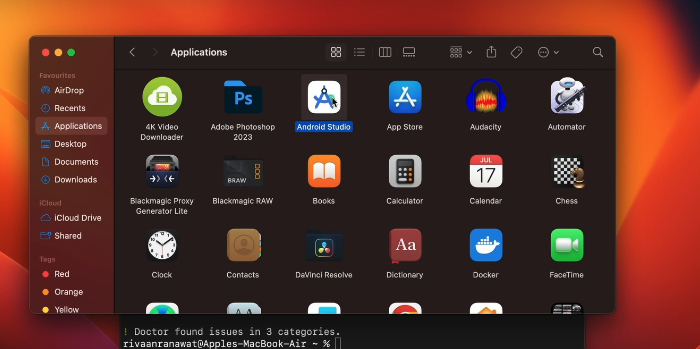 Applications
Favourites
AirDrop
Recents
Applications
Desktop
Documents
Downloads
iCloud
iCloud Drive
Shared
Tags
Red
Orange
Yellow
Ps
JUL
4K Video
Downloader
Adobe Photoshop
2023
Android Studio
App Store
Audacity
Automator
BRAW
17
Blackmagic Proxy
Generator Lite
Blackmagic RAW
Books
Calculator
Calendar
Chess
Aa
Clock
Contacts
DaVinci Resolve
Dictionary
Docker
FaceTime
! Doctor found issues in 3 categories.
rivaanranawat@Apples-MacBook-Air ~ %